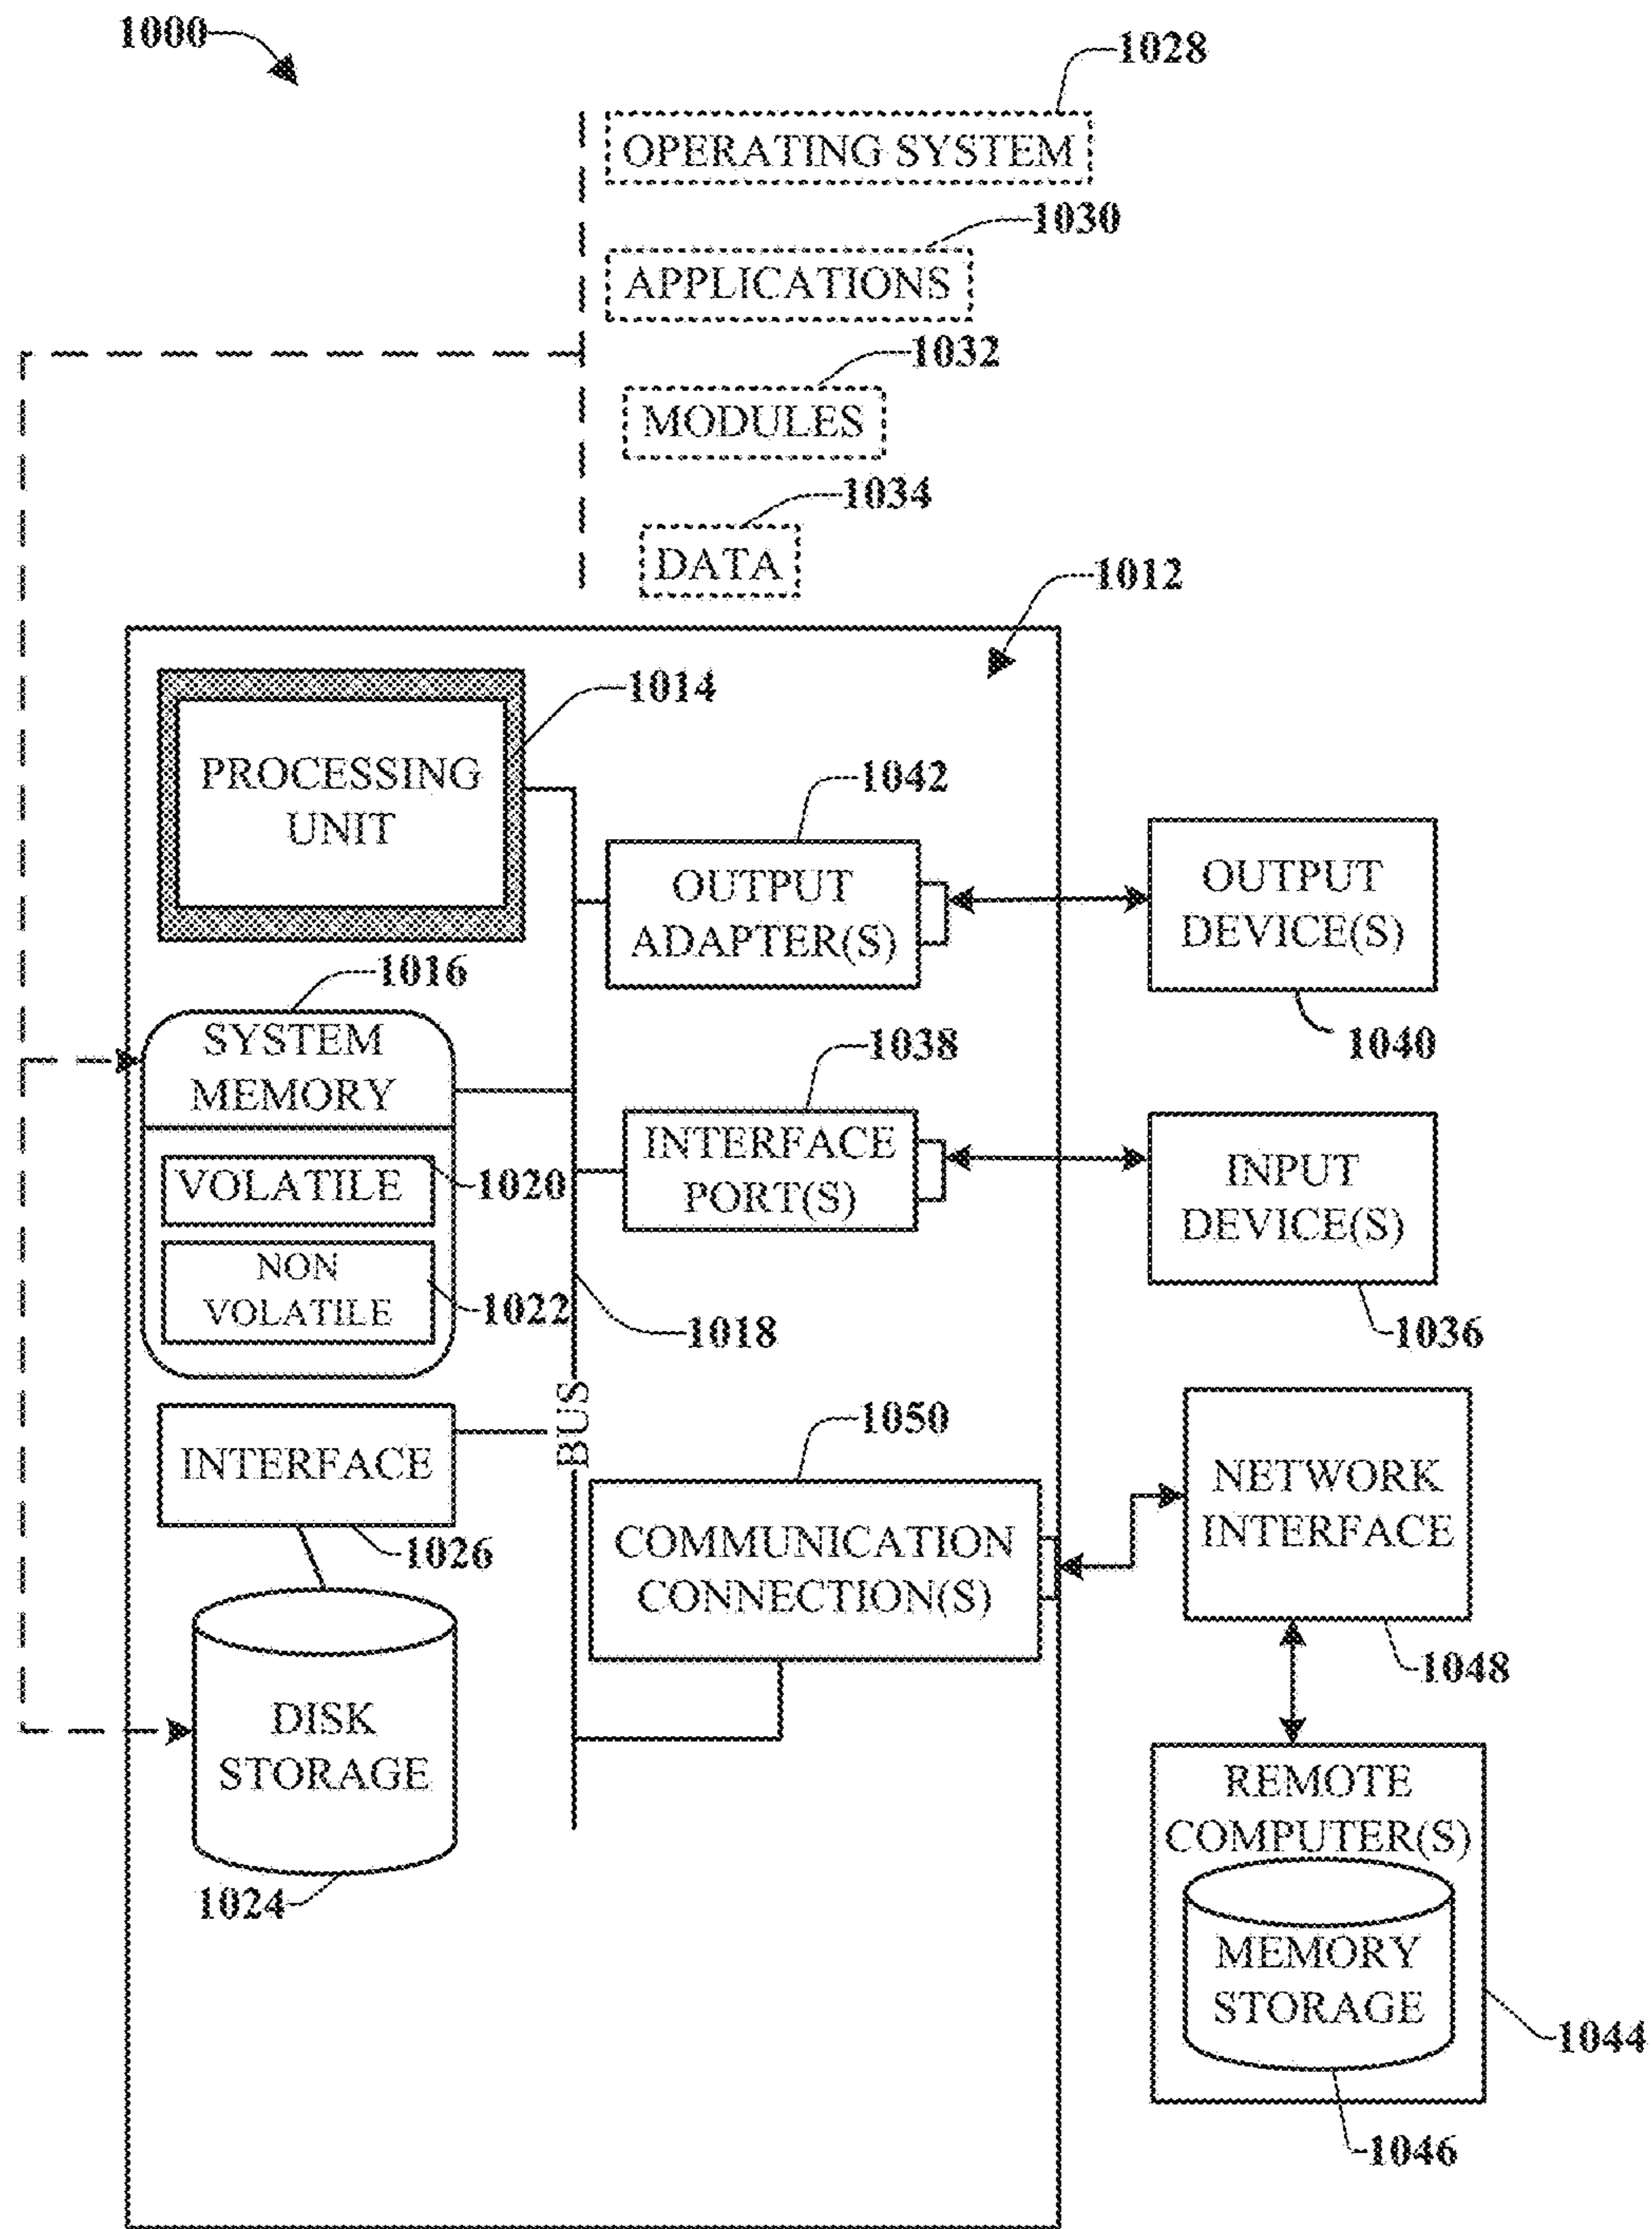 1000
1028
OPERATING SYSTEM
1030
APPLICATIONS
1032
MODULES
1034
DATA
1012
1014
PROCESSING
UNIT
1042
OUTPUT
ADAPTER(S)
OUTPUT
DEVICE(S)
1040
1016
SYSTEM
MEMORY
VOLATILE
1020
NON
VOLATILE
1022
1038
INTERFACE
PORT(S)
INPUT
DEVICE(S)
1036
1018
BUS
INTERFACE
1026
1050
COMMUNICATION
CONNECTION(S)
NETWORK
INTERFACE
1048
DISK
STORAGE
1024
REMOTE
COMPUTER(S)
MEMORY
STORAGE
1044
1046